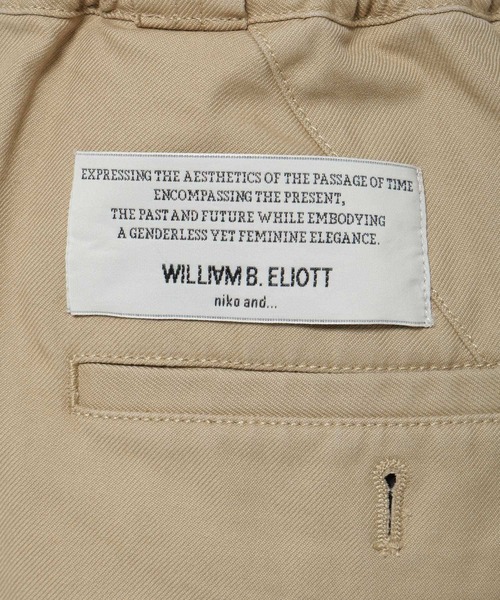 EXPRESSING THE AESTHETICS OF THE PASSAGE OF TIME
ENCOMPASSING THE PRESENT,
THE PAST AND FUTURE WHILE EMBODYING
A GENDERLESS YET FEMININE ELEGANCE.
WILLIAM B. ELIOTT
niko and...